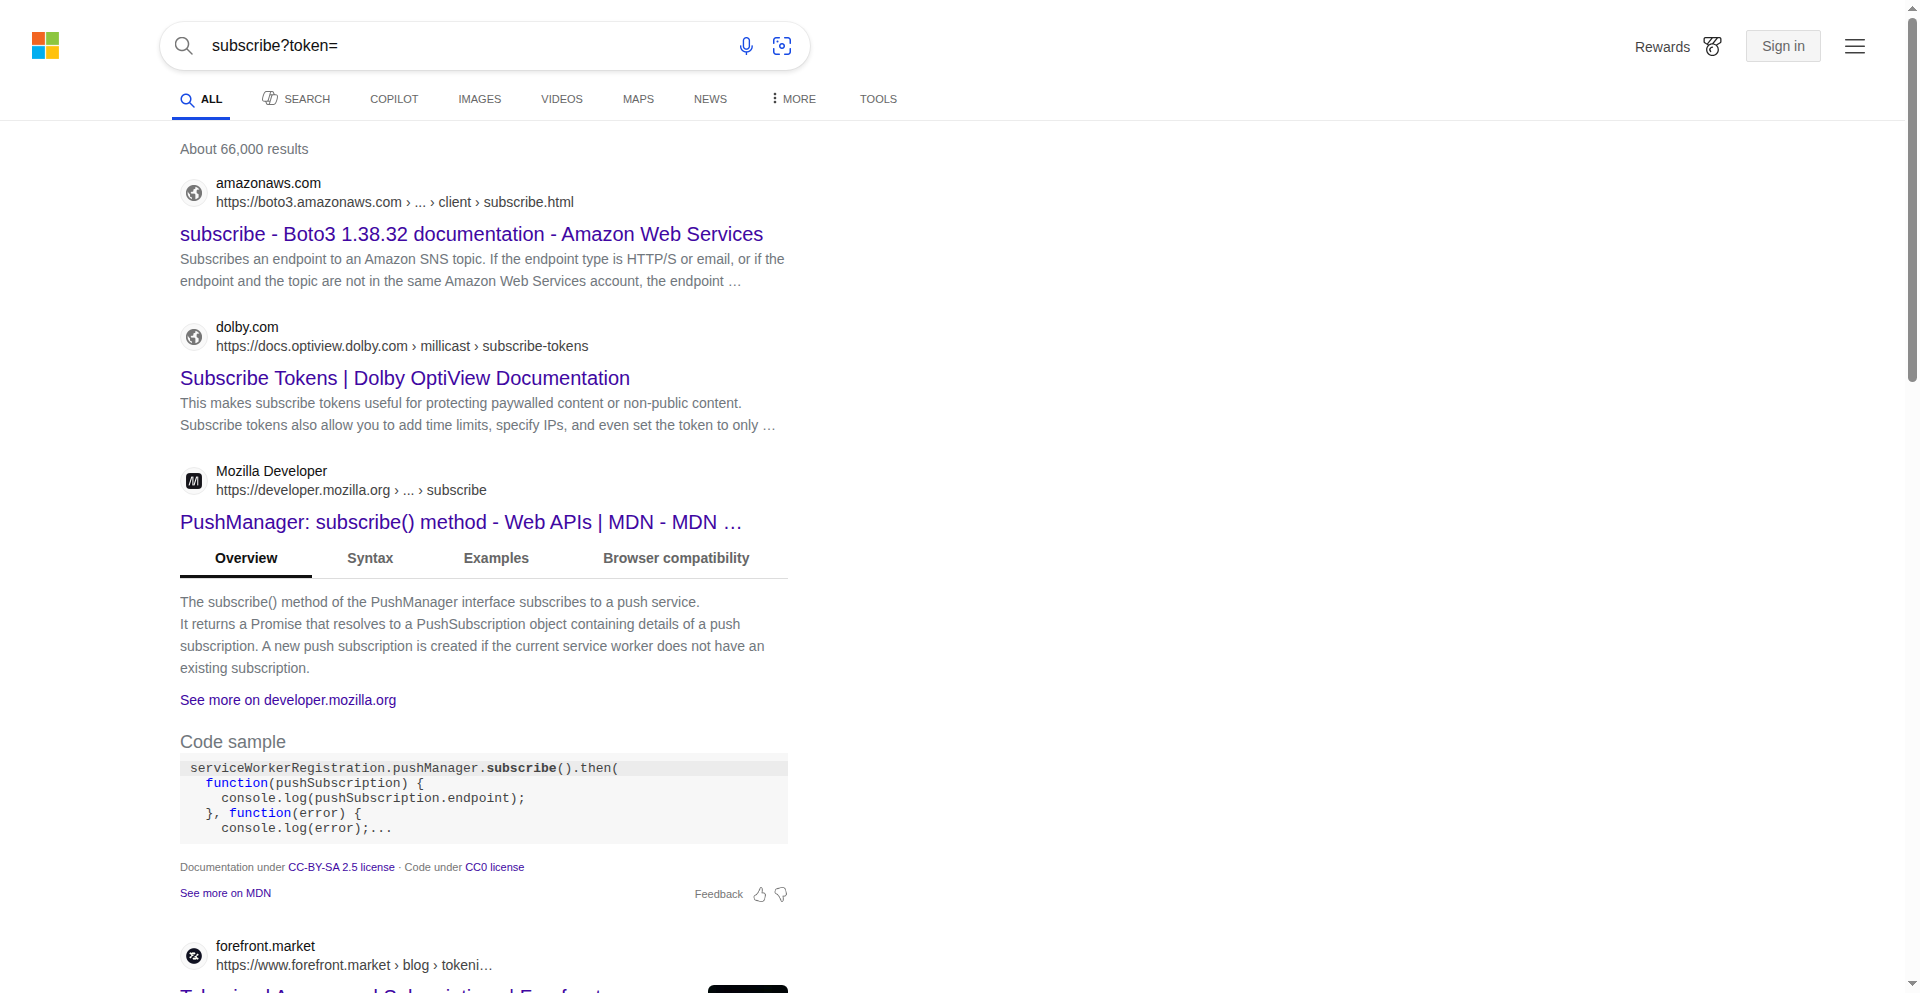 subscribe?token=
Rewards
Sign in
ALL
SEARCH
COPILOT
IMAGES
VIDEOS
MAPS
NEWS
MORE
TOOLS
About 66,000 results
amazonaws.com
https://boto3.amazonaws.com › ... › client › subscribe.html
subscribe - Boto3 1.38.32 documentation - Amazon Web Services
Subscribes an endpoint to an Amazon SNS topic. If the endpoint type is HTTP/S or email, or if the
endpoint and the topic are not in the same Amazon Web Services account, the endpoint …
dolby.com
https://docs.optiview.dolby.com › millicast › subscribe-tokens
Subscribe Tokens | Dolby OptiView Documentation
This makes subscribe tokens useful for protecting paywalled content or non-public content.
Subscribe tokens also allow you to add time limits, specify IPs, and even set the token to only …
Mozilla Developer
https://developer.mozilla.org › ... › subscribe
PushManager: subscribe() method - Web APIs | MDN - MDN …
Overview
Syntax
Examples
Browser compatibility
The subscribe() method of the PushManager interface subscribes to a push service.
It returns a Promise that resolves to a PushSubscription object containing details of a push
subscription. A new push subscription is created if the current service worker does not have an
existing subscription.
See more on developer.mozilla.org
Code sample
serviceWorkerRegistration.pushManager.subscribe().then(
function(pushSubscription) {
console.log(pushSubscription.endpoint);
}, function(error) {
console.log(error);...
Documentation under CC-BY-SA 2.5 license · Code under CC0 license
See more on MDN
Feedback
forefront.market
https://www.forefront.market › blog › tokeni…